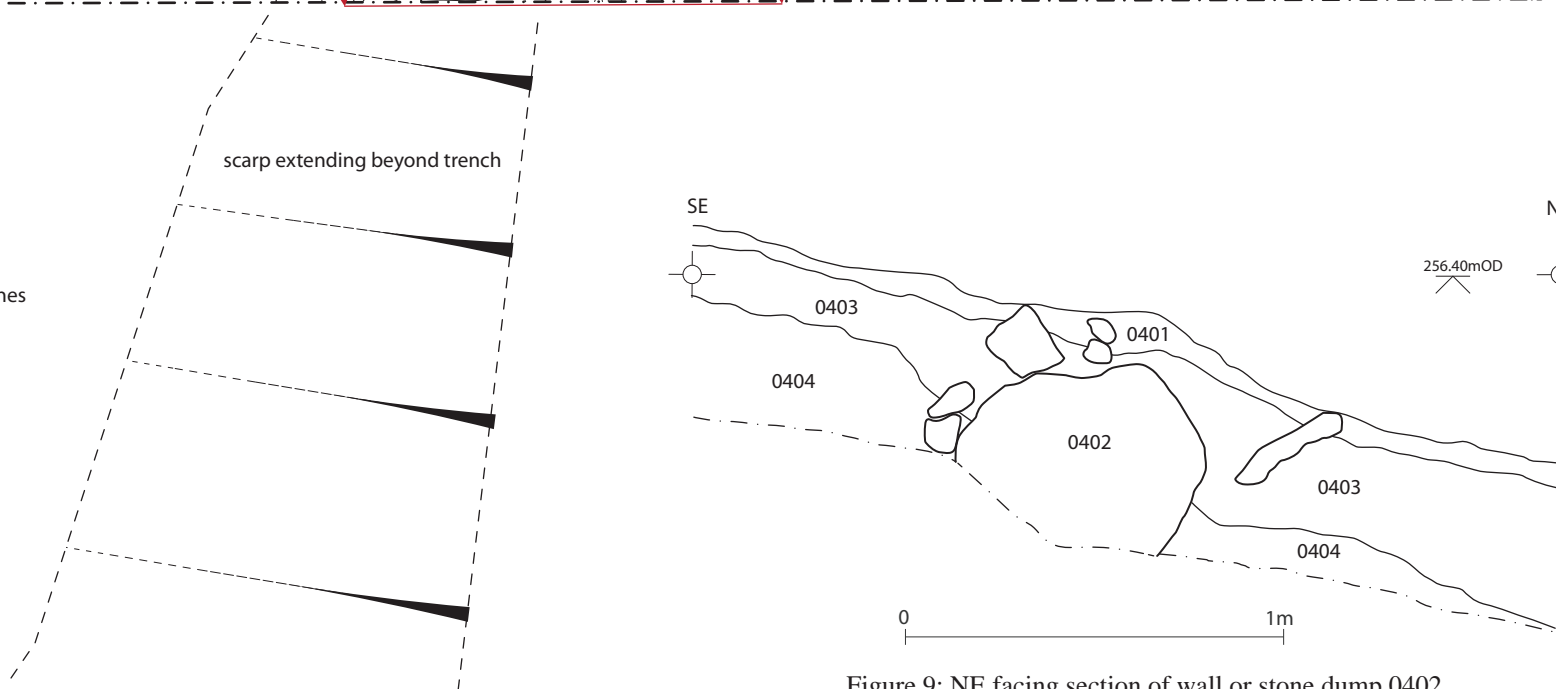 scarp extending beyond trench
SE
256.40mOD
0403
0401
0404
0402
0403
0404
0 1m
Figure 9: NE facing section of wall or stone dump 0402